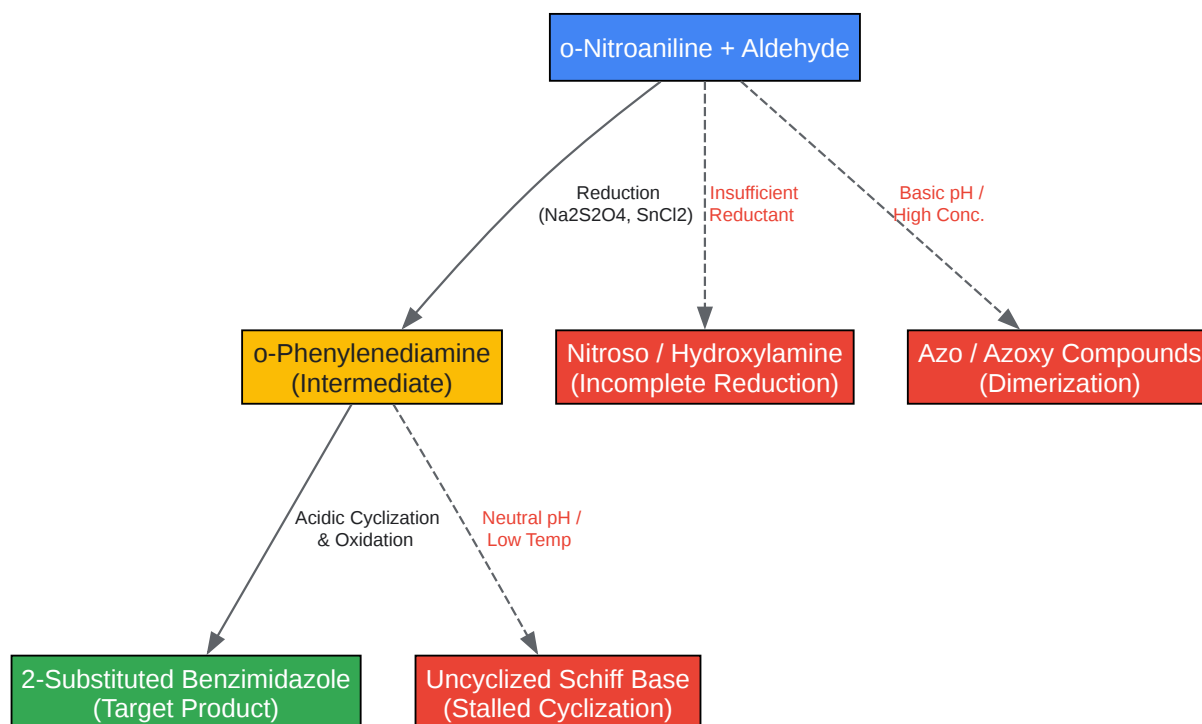 o-Nitroaniline + Aldehyde
Reduction
(Na2S2O4, SnCl2)
Insufficient
Reductant
Basic pH /
High Conc.
o-Phenylenediamine
(Intermediate)
Nitroso / Hydroxylamine
(Incomplete Reduction)
Azo / Azoxy Compounds
(Dimerization)
Acidic Cyclization
& Oxidation
Neutral pH /
Low Temp
2-Substituted Benzimidazole
(Target Product)
Uncyclized Schiff Base
(Stalled Cyclization)